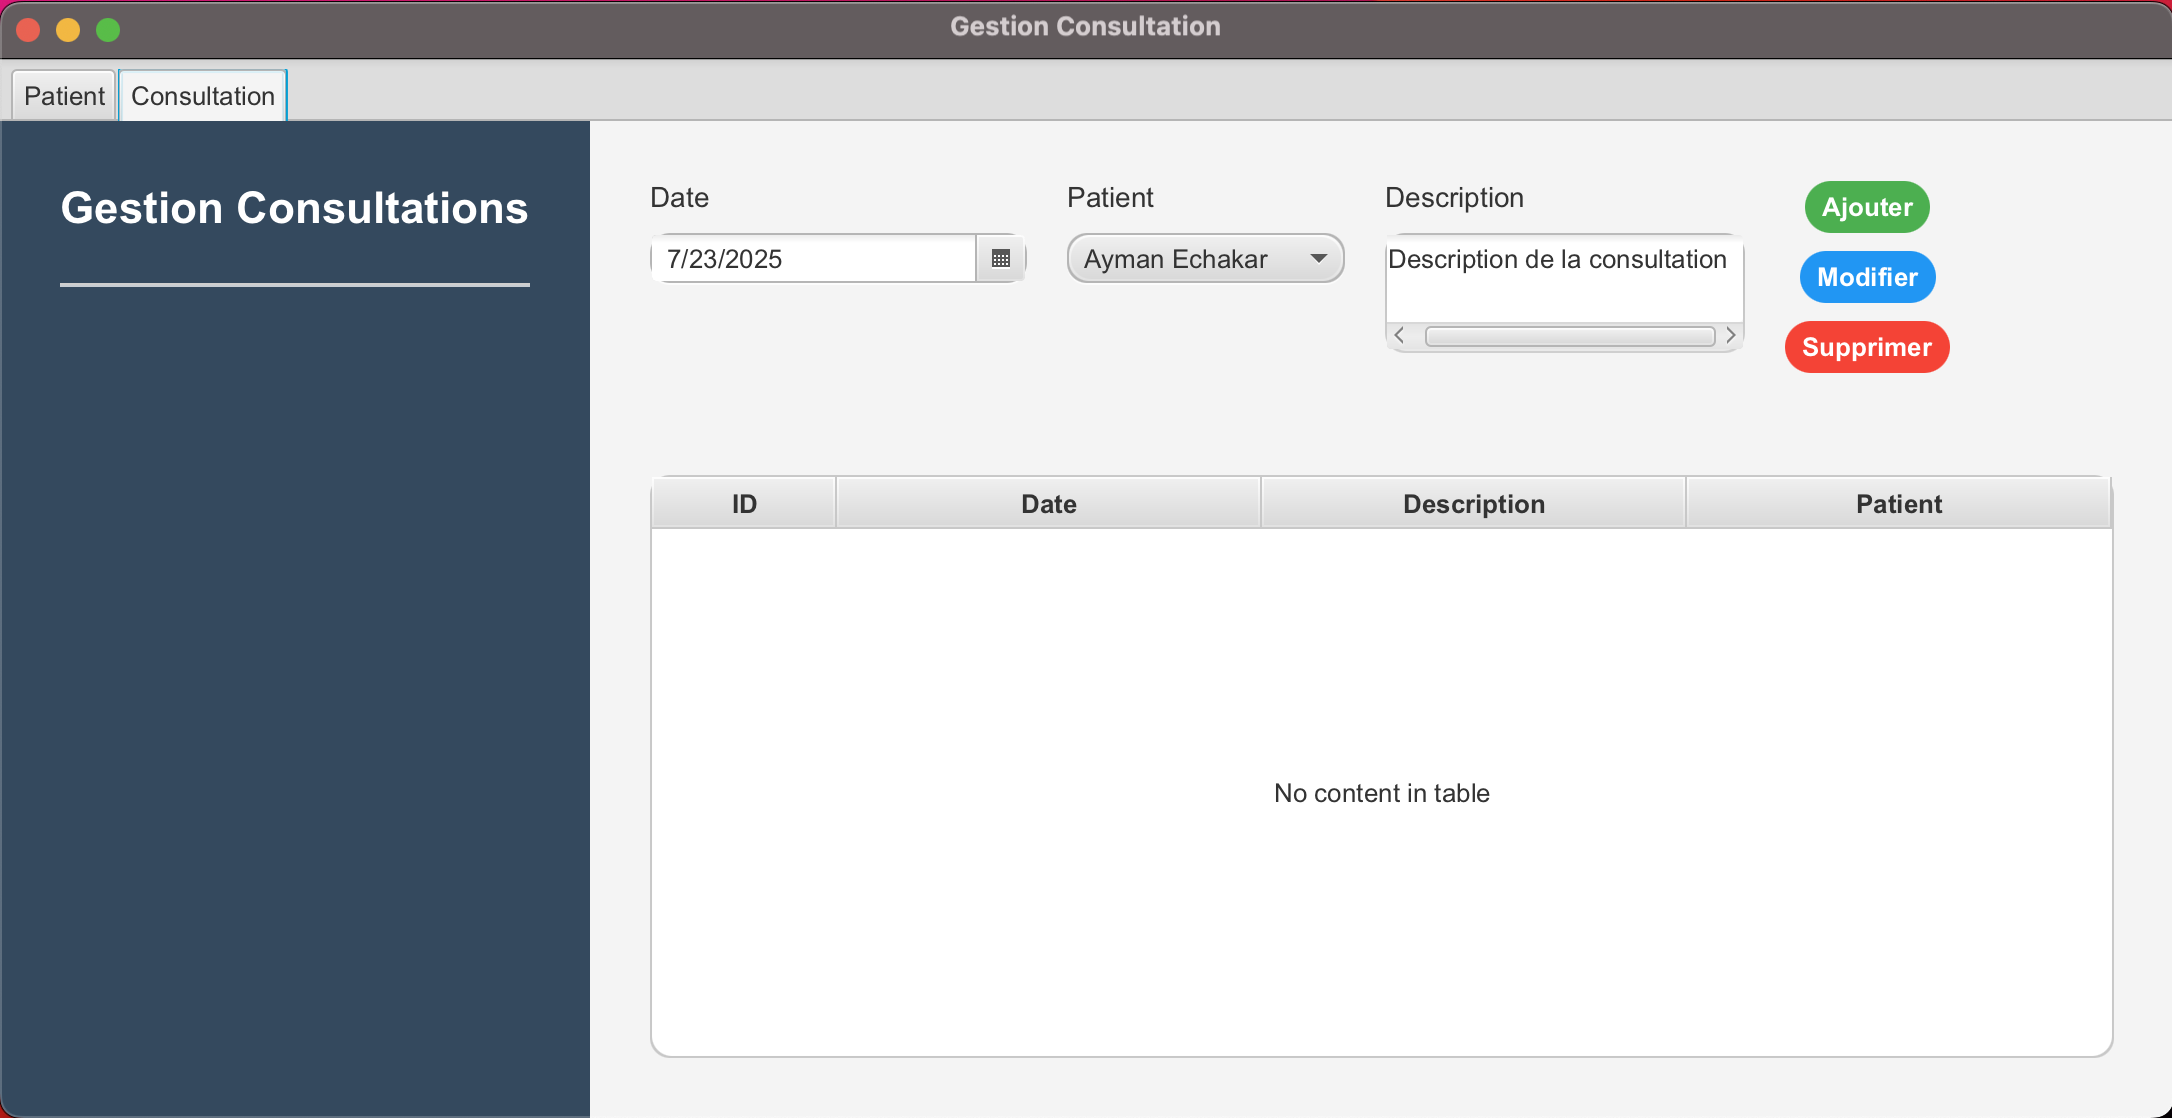 Gestion Consultation
Patient Consultation
Gestion Consultations
Date Patient Description
7/23/2025 Ayman Echakar Description de la consultation
Ajouter
Modifier
Supprimer
ID Date Description Patient
No content in table